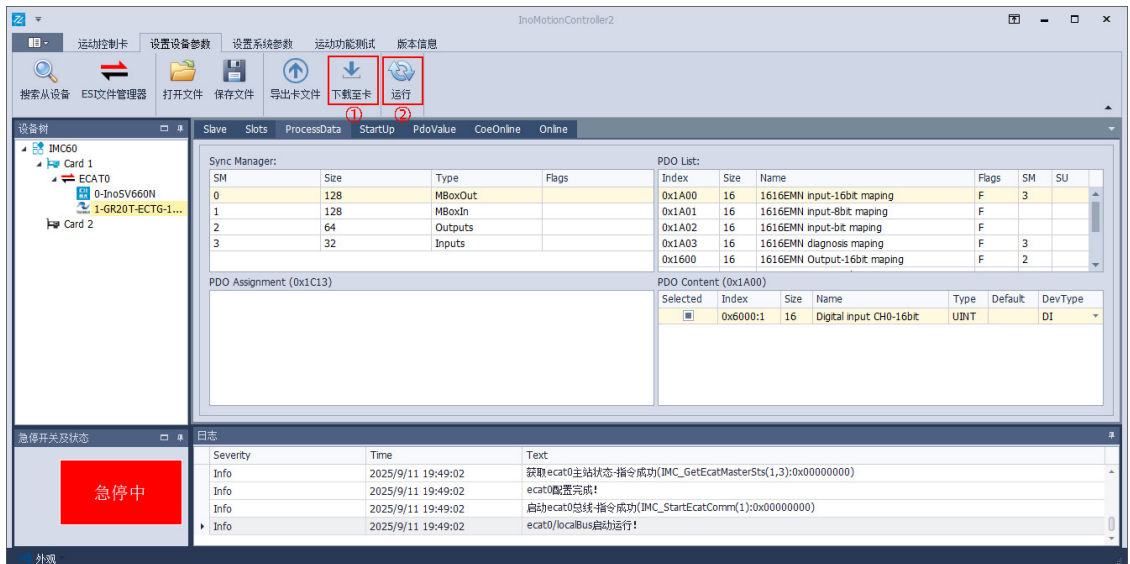 InoMotionController2
运动控制卡 设置设备参数 设置系统参数 运动功能测试 版本信息
搜索从设备 ESI文件管理器 打开文件 保存文件 导出卡文件 下载至卡 运行
① ②
设备树
IMC60
Card 1
ECAT0
0-InoSV660N
1-GR20T-ECTG-1...
Card 2
Slave Slots ProcessData StartUp PdoValue CoeOnline Online
Sync Manager:
SM Size Type Flags
0 128 MBoxOut
1 128 MBoxIn
2 64 Outputs
3 32 Inputs
PDO List:
Index Size Name Flags SM SU
0x1A00 16 1616EMN input-16bit maping F 3
0x1A01 16 1616EMN input-8bit maping F
0x1A02 16 1616EMN input-bit maping F
0x1A03 16 1616EMN diagnosis maping F 3
0x1600 16 1616EMN Output-16bit maping F 2
PDO Assignment (0x1C13)
PDO Content (0x1A00)
Selected Index Size Name Type Default DevType
0x6000:1 16 Digital input CH0-16bit UINT DI
急停开关及状态
急停中
日志
Severity Time Text
Info 2025/9/11 19:49:02 获取ecat0主站状态-指令成功(IMC_GetEcatMasterSts(1,3):0x00000000)
Info 2025/9/11 19:49:02 ecat0配置完成!
Info 2025/9/11 19:49:02 启动ecat0总线-指令成功(IMC_StartEcatComm(1):0x00000000)
Info 2025/9/11 19:49:02 ecat0/localBus启动运行!
外观